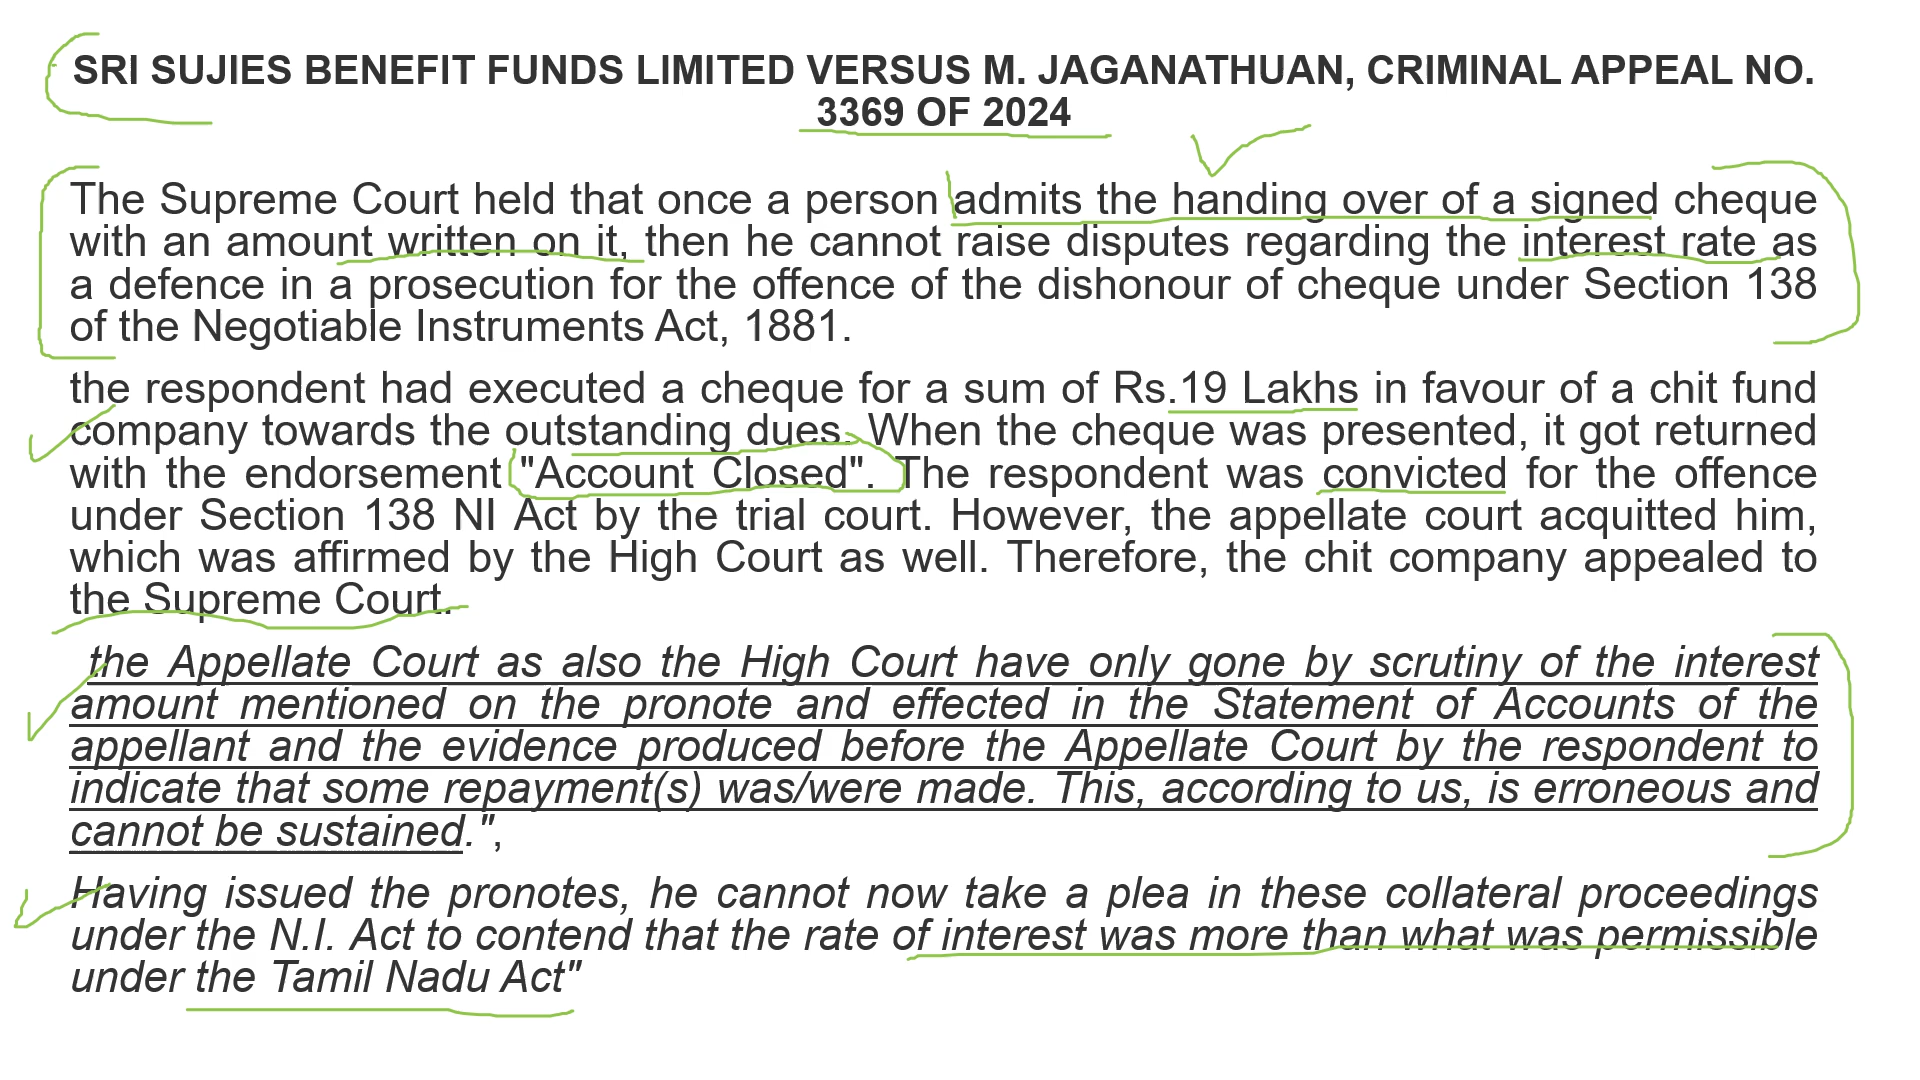 SRI SUJIES BENEFIT FUNDS LIMITED VERSUS M. JAGANATHUAN, CRIMINAL APPEAL NO.
3369 OF 2024
The Supreme Court held that once a person admits the handing over of a signed cheque
with an amount written on it, then he cannot raise disputes regarding the interest rate as
a defence in a prosecution for the offence of the dishonour of cheque under Section 138
of the Negotiable Instruments Act, 1881.
the respondent had executed a cheque for a sum of Rs.19 Lakhs in favour of a chit fund
company towards the outstanding dues. When the cheque was presented, it got returned
with the endorsement "Account Closed". The respondent was convicted for the offence
under Section 138 NI Act by the trial court. However, the appellate court acquitted him,
which was affirmed by the High Court as well. Therefore, the chit company appealed to
the Supreme Court.
the Appellate Court as also the High Court have only gone by scrutiny of the interest
amount mentioned on the pronote and effected in the Statement of Accounts of the
appellant and the evidence produced before the Appellate Court by the respondent to
indicate that some repayment(s) was/were made. This, according to us, is erroneous and
cannot be sustained.",
Having issued the pronotes, he cannot now take a plea in these collateral proceedings
under the N.I. Act to contend that the rate of interest was more than what was permissible
under the Tamil Nadu Act"